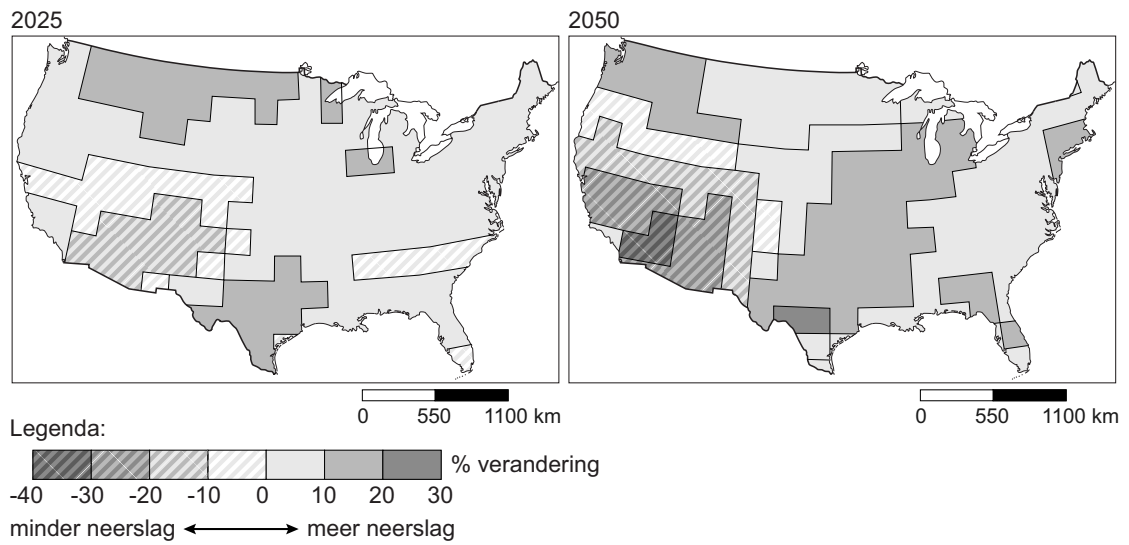 2025
2050
0 550 1100 km
0 550 1100 km
Legenda:
% verandering
-40 -30 -20 -10 0 10 20 30
minder neerslag meer neerslag